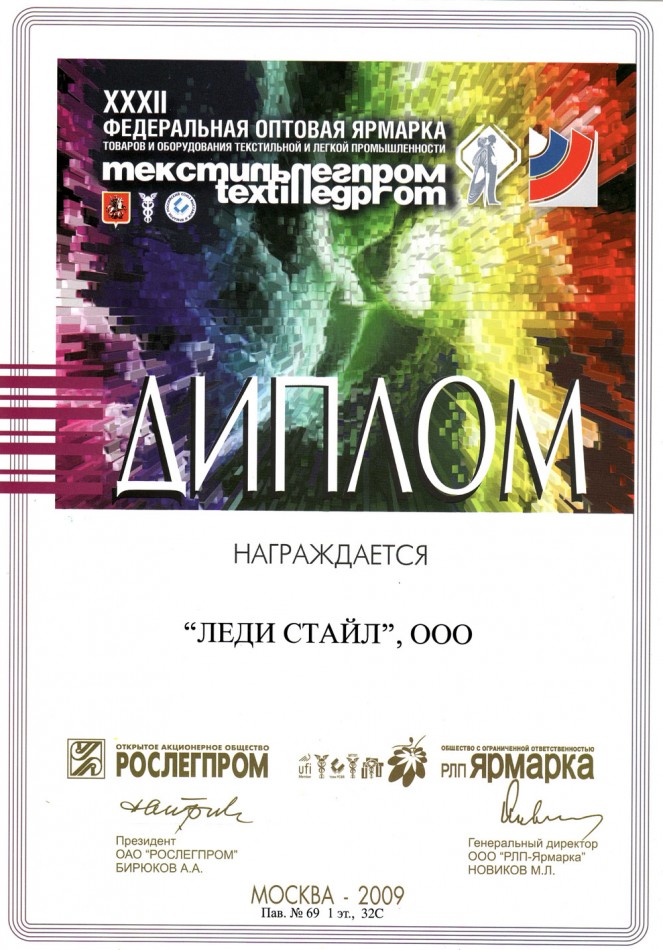 XXXII
ФЕДЕРАЛЬНАЯ ОПТОВАЯ ЯРМАРКА
ТОВАРОВ И ОБОРУДОВАНИЯ ТЕКСТИЛЬНОЙ И ЛЕГКОЙ ПРОМЫШЛЕННОСТИ
текстильлегпром
textillegprom
ДИПЛОМ
НАГРАЖДАЕТСЯ
“ЛЕДИ СТАЙЛ”, ООО
ОТКРЫТОЕ АКЦИОНЕРНОЕ ОБЩЕСТВО
РОСЛЕГПРОМ
ufi
ОБЩЕСТВО С ОГРАНИЧЕННОЙ ОТВЕТСТВЕННОСТЬЮ
РЛП ЯРМАРКА
Президент
ОАО “РОСЛЕГПРОМ”
БИРЮКОВ А.А.
Генеральный директор
ООО “РЛП-Ярмарка”
НОВИКОВ М.Л.
МОСКВА - 2009
Пав. № 69 1 эт., 32С